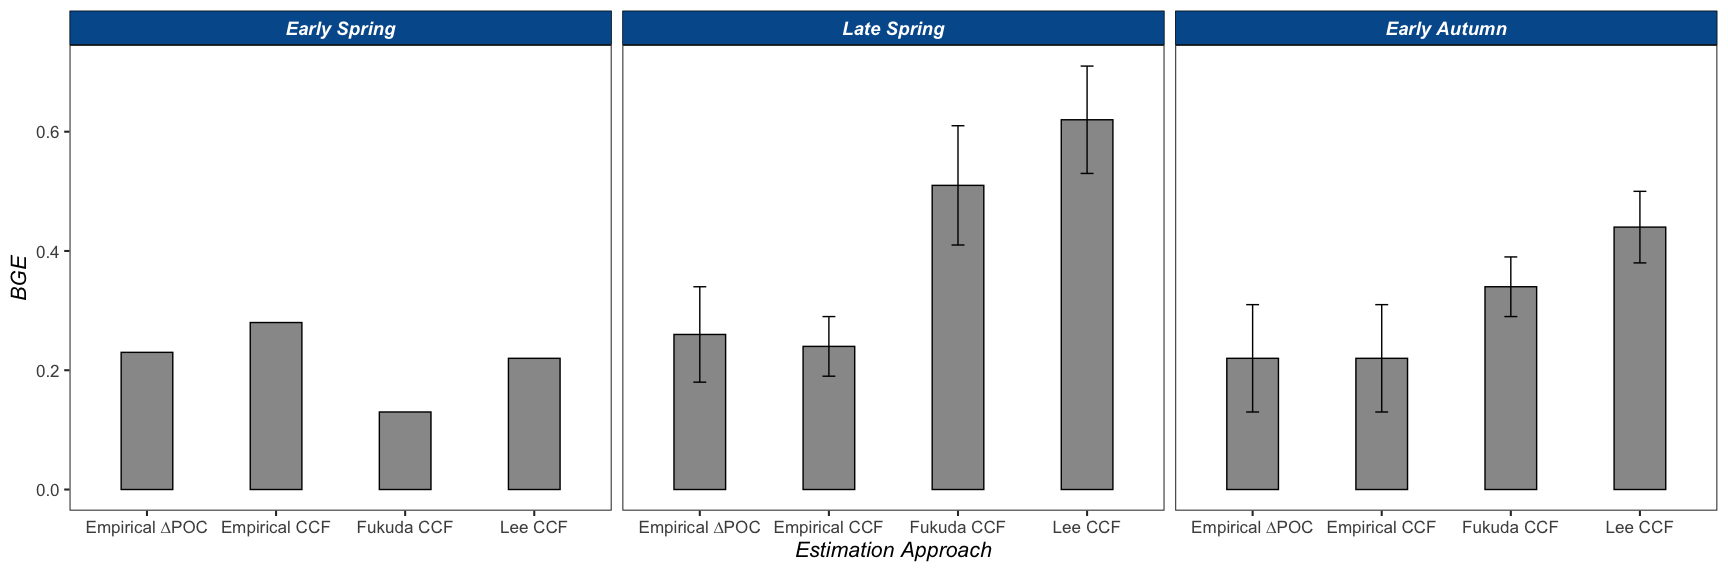 Early Spring Late Spring Early Autumn
BGE
0.6
0.4
0.2
0.0
Empirical ΔPOC Empirical CCF Fukuda CCF Lee CCF Empirical ΔPOC Empirical CCF Fukuda CCF Lee CCF Empirical ΔPOC Empirical CCF Fukuda CCF Lee CCF
Estimation Approach